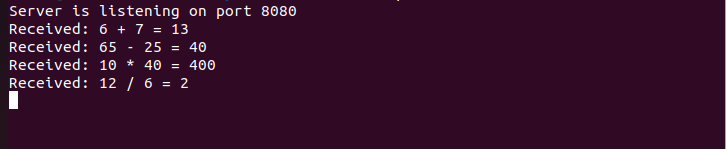 Server is listening on port 8080
Received: 6 + 7 = 13
Received: 65 - 25 = 40
Received: 10 * 40 = 400
Received: 12 / 6 = 2